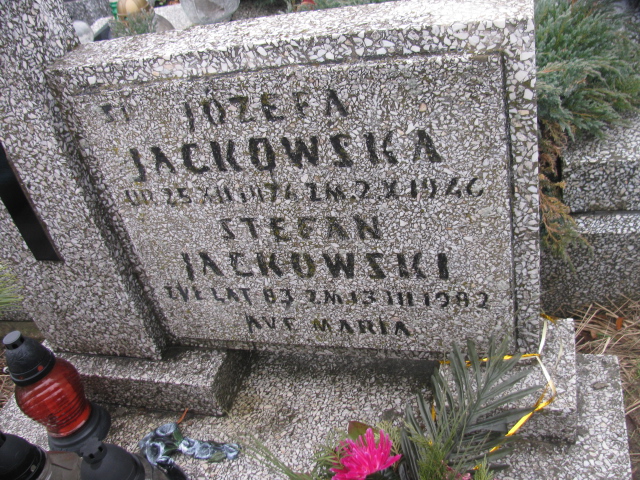 ŚP JÓZEFA
JACKOWSKA
UR. 25.XII.1876 ZM. 2.X.1946
STEFAN
JACKOWSKI
ŻYŁ LAT 83 ZM. 13 III 1982
AVE MARIA